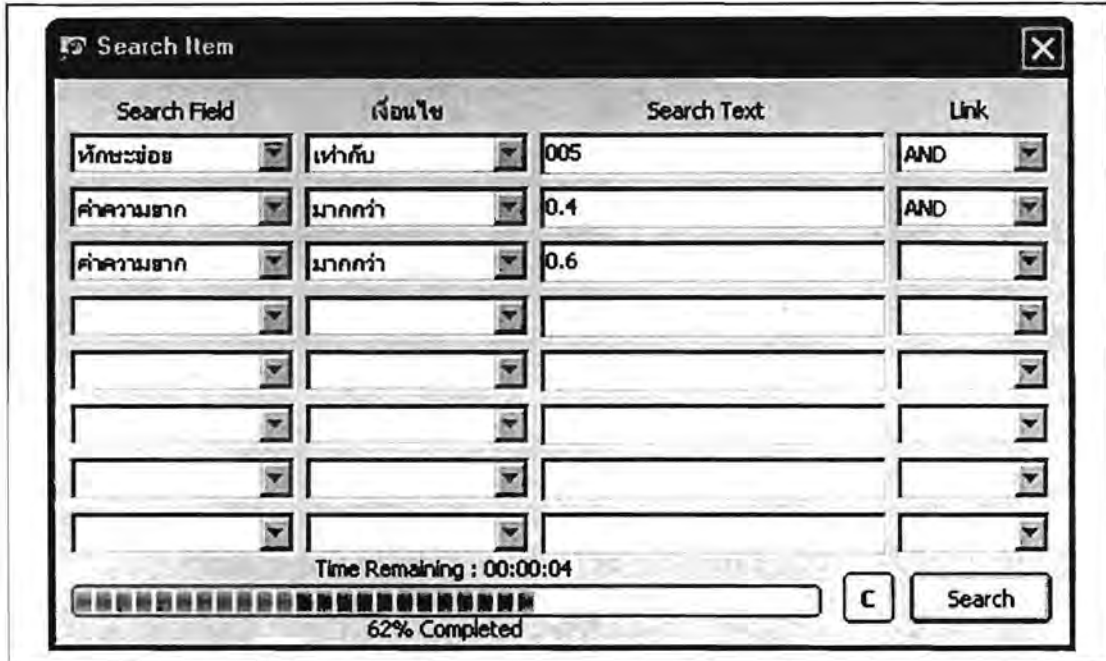 Search Item
Search Field เงื่อนไข Search Text Link
ทักษะย่อย เท่ากับ 005 AND
ค่าความยาก มากกว่า 0.4 AND
ค่าความยาก มากกว่า 0.6
Time Remaining : 00:00:04
C Search
62% Completed